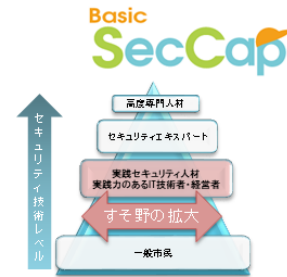 Basic
SecCap
高度専門人材
セキュリティエキスパート
実践セキュリティ人材
実践力のあるIT技術者・経営者
すそ野の拡大
一般市民
セキュリティ技術レベル